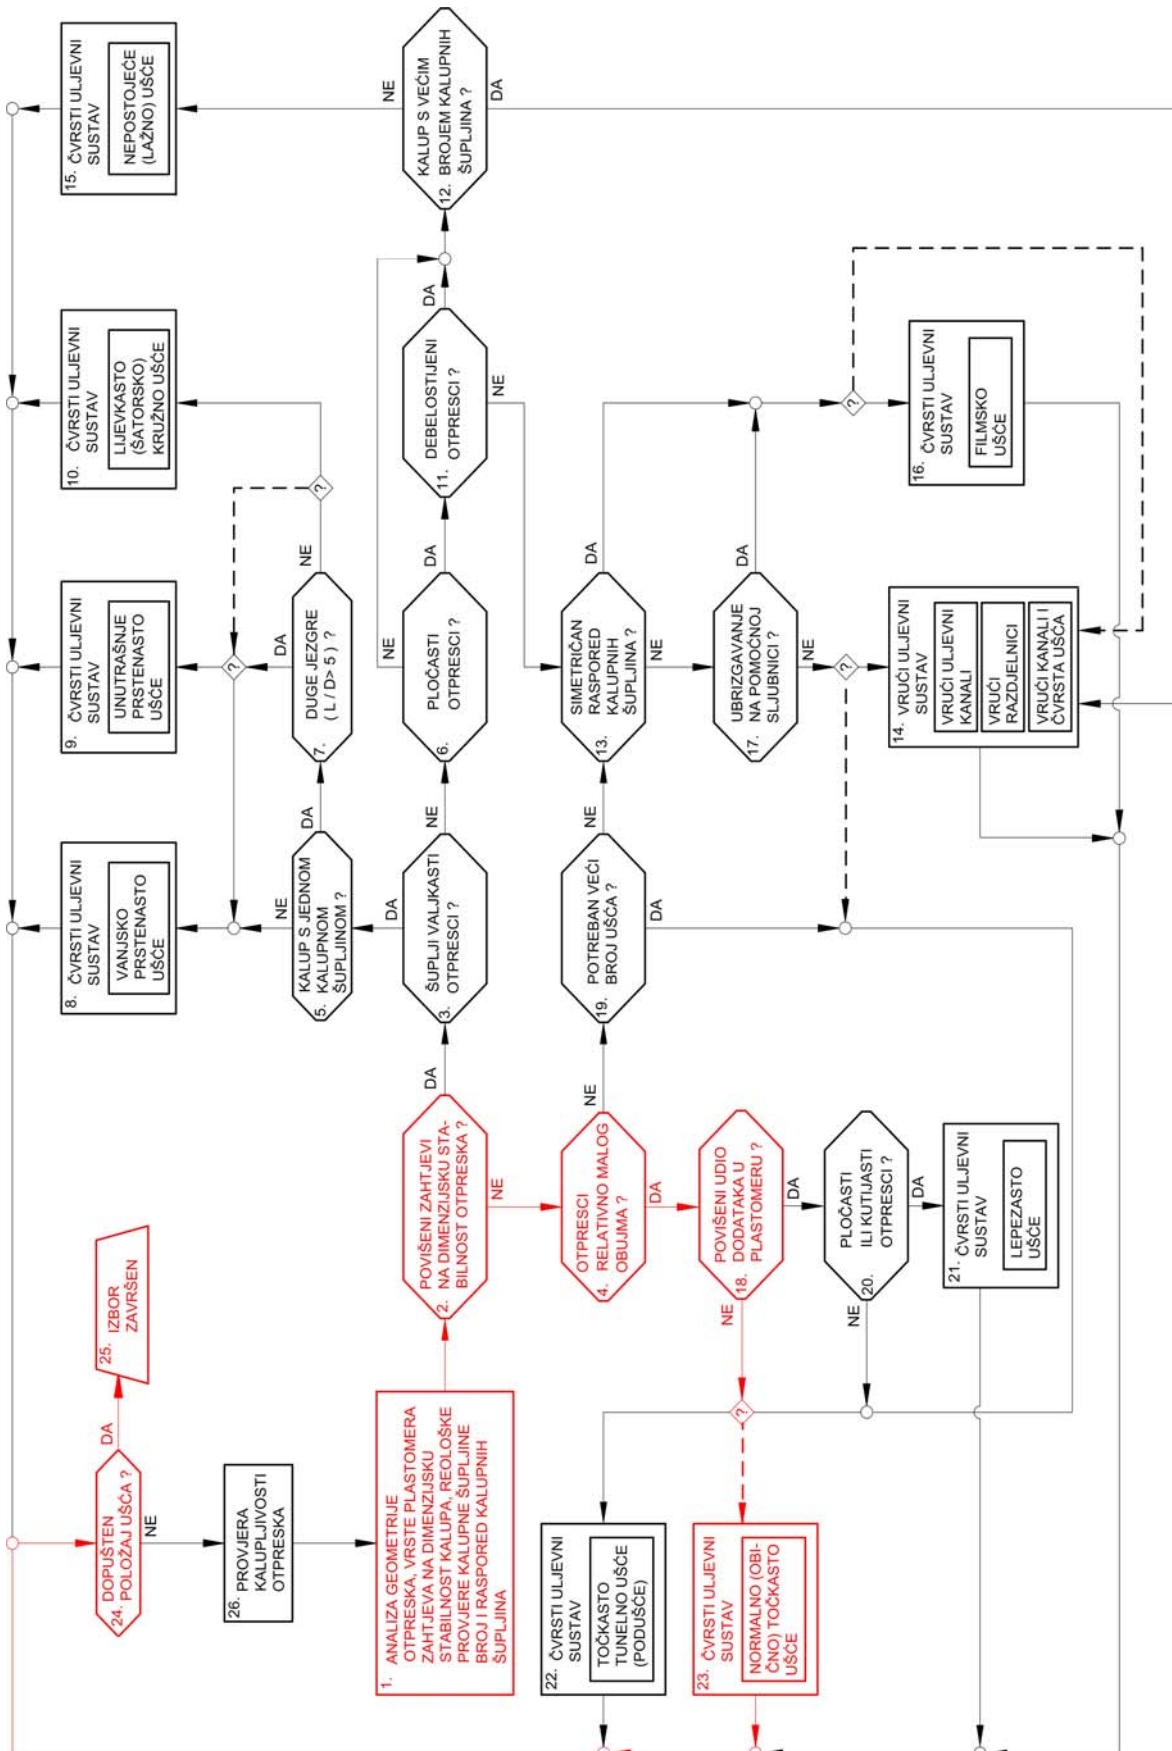 15. ČVRSTI ULJEVNI
SUSTAV
NEPOSTOJEĆE
(LAŽNO) UŠĆE
10. ČVRSTI ULJEVNI
SUSTAV
LIJEVKASTO
(ŠATORSKO)
KRUŽNO UŠĆE
9. ČVRSTI ULJEVNI
SUSTAV
UNUTRAŠNJE
PRSTENASTO
UŠĆE
8. ČVRSTI ULJEVNI
SUSTAV
VANJSKO
PRSTENASTO
UŠĆE
DOPUŠTEN
24. POLOŽAJ UŠĆA ?
DA
NE
25. IZBOR
ZAVRŠEN
26. PROVJERA
KALUPLJIVOSTI
OTPRESKA
KALUP S JEDNOM
KALUPNOM
5. ŠUPLJINOM ?
NE
DA
DUGE JEZGRE
7. ( L / D> 5 ) ?
DA
NE
?
?
1. ANALIZA GEOMETRIJE
OTPRESKA, VRSTE PLASTOMERA
ZAHTJEVA NA DIMENZIJSKU
STABILNOST KALUPA, REOLOŠKE
PROVJERE KALUPNE ŠUPLJINE
BROJ I RASPORED KALUPNIH
ŠUPLJINA
POVIŠENI ZAHTJEVI
2. NA DIMENZIJSKU STA-
BILNOST OTPRESKA ?
DA
NE
ŠUPLJI VALJKASTI
3. OTPRESCI ?
DA
NE
PLOČASTI
6. OTPRESCI ?
NE
DA
DEBELOSTIJENI
11. OTPRESCI ?
DA
NE
KALUP S VEĆIM
12. BROJEM KALUPNIH
ŠUPLJINA ?
NE
DA
OTPRESCI
4. RELATIVNO MALOG
OBUJMA ?
NE
DA
POTREBAN VEĆI
19. BROJ UŠĆA ?
NE
DA
SIMETRIČAN
RASPORED
13. KALUPNIH
ŠUPLJINA ?
DA
NE
POVIŠENI UDIO
18. DODATAKA U
PLASTOMERU ?
NE
DA
?
UBRIZGAVANJE
17. NA POMOĆNOJ
SLJUBNICI ?
DA
NE
?
?
PLOČASTI
20. ILI KUTIJASTI
OTPRESCI ?
NE
DA
22. ČVRSTI ULJEVNI
SUSTAV
TOČKASTO
TUNELNO UŠĆE
(PODUŠĆE)
23. ČVRSTI ULJEVNI
SUSTAV
NORMALNO (OBI-
ČNO) TOČKASTO
UŠĆE
21. ČVRSTI ULJEVNI
SUSTAV
LEPEZASTO
UŠĆE
14. VRUĆI ULJEVNI
SUSTAV
VRUĆI ULJEVNI
KANALI
VRUĆI
RAZDJELNICI
VRUĆI KANALI I
ČVRSTA UŠĆA
16. ČVRSTI ULJEVNI
SUSTAV
FILMSKO
UŠĆE